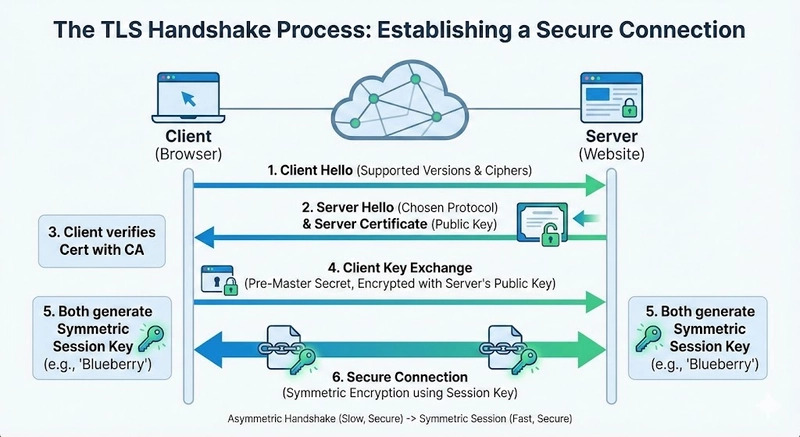 The TLS Handshake Process: Establishing a Secure Connection
Client
(Browser)
Server
(Website)
1. Client Hello (Supported Versions & Ciphers)
2. Server Hello (Chosen Protocol)
& Server Certificate (Public Key)
3. Client verifies
Cert with CA
4. Client Key Exchange
(Pre-Master Secret, Encrypted with Server's Public Key)
5. Both generate
Symmetric
Session Key
(e.g., 'Blueberry')
5. Both generate
Symmetric
Session Key
(e.g., 'Blueberry')
6. Secure Connection
(Symmetric Encryption using Session Key)
Asymmetric Handshake (Slow, Secure) -> Symmetric Session (Fast, Secure)